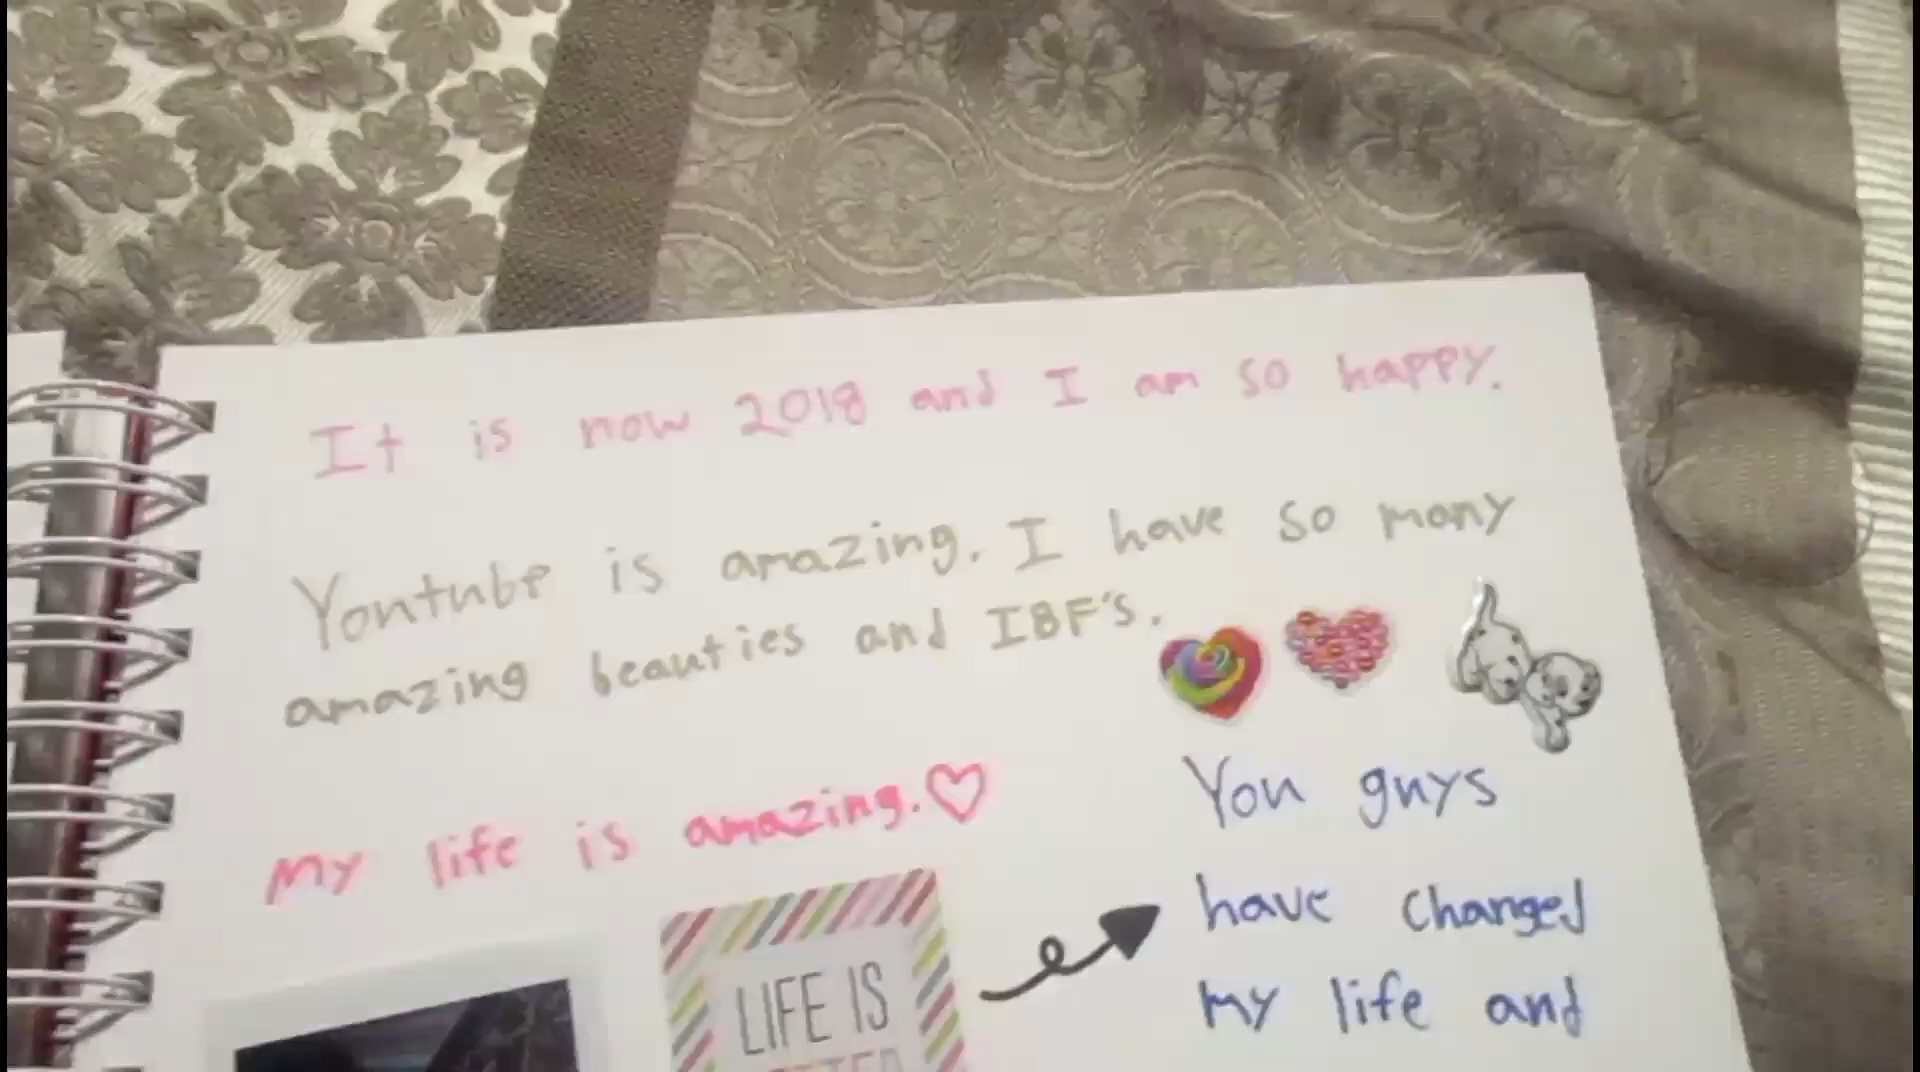 It is now 2018 and I am so happy.
Youtube is amazing. I have so many
amazing beauties and IBF's.
My life is amazing.♡
You guys
have changed
my life and
LIFE IS